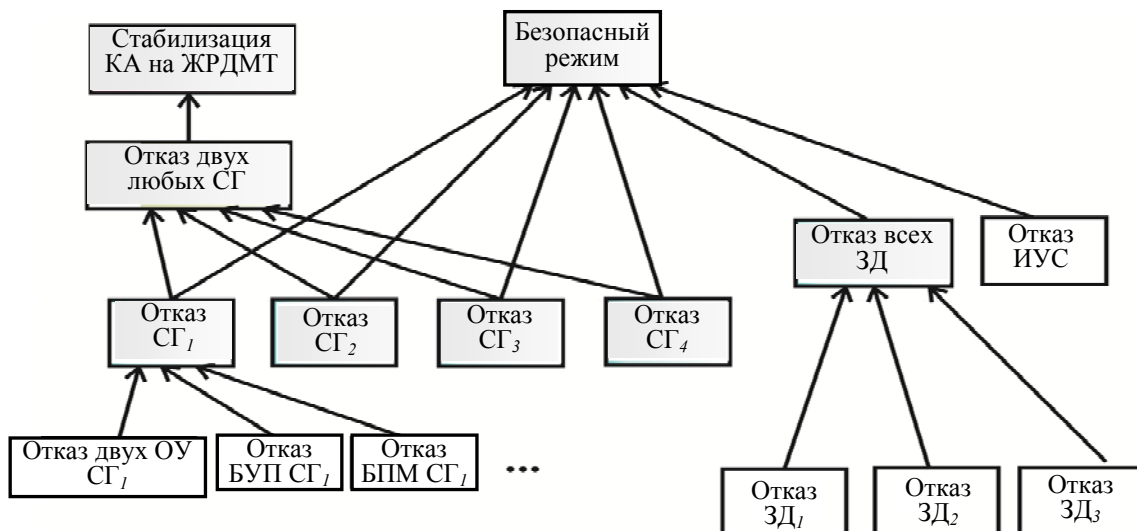 Стабилизация
КА на ЖРДМТ
Безопасный
режим
Отказ двух
любых СГ
Отказ всех
ЗД
Отказ
ИУС
Отказ
СГ1
Отказ
СГ2
Отказ
СГ3
Отказ
СГ4
Отказ двух ОУ
СГ1
Отказ
БУП СГ1
Отказ
БПМ СГ1
...
Отказ
ЗД1
Отказ
ЗД2
Отказ
ЗД3